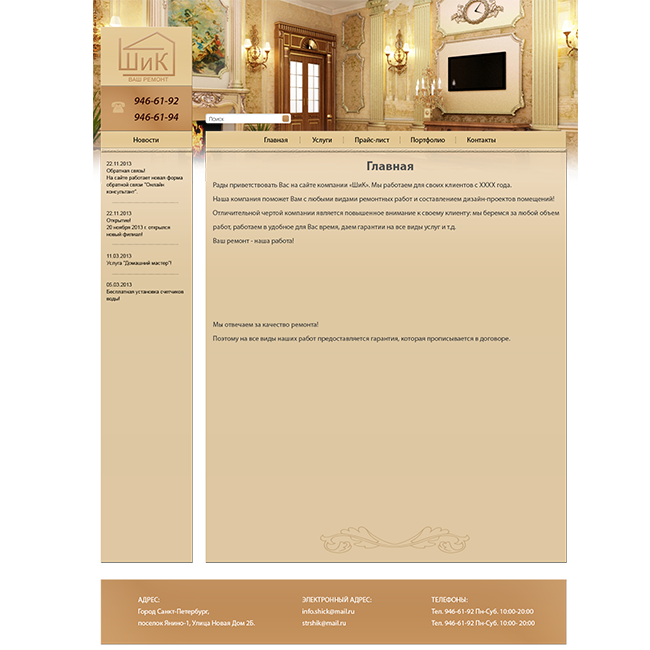 ШиК
ВАШ РЕМОНТ
946-61-92
946-61-94
Поиск
Новости
Главная
Услуги
Прайс-лист
Портфолио
Контакты
22.11.2013
Обратная связь!
На сайте работает новая форма
обратной связи "Онлайн
консультант".
22.11.2013
Открытие!
20 ноября 2013 г. открылся
новый филиал!
11.03.2013
Услуга "Домашний мастер"!
05.03.2013
Бесплатная установка счетчиков
воды!
Главная
Рады приветствовать Вас на сайте компании «ШиК». Мы работаем для своих клиентов с XXXX года.
Наша компания поможет Вам с любыми видами ремонтных работ и составлением дизайн-проектов помещений!
Отличительной чертой компании является повышенное внимание к своему клиенту: мы беремся за любой объем
работ, работаем в удобное для Вас время, даем гарантии на все виды услуг и т.д.
Ваш ремонт - наша работа!
Мы отвечаем за качество ремонта!
Поэтому на все виды наших работ предоставляется гарантия, которая прописывается в договоре.
АДРЕС:
Город Санкт-Петербург,
поселок Янино-1, Улица Новая Дом 2Б.
ЭЛЕКТРОННЫЙ АДРЕС:
info.shick@mail.ru
strshik@mail.ru
ТЕЛЕФОНЫ:
Тел. 946-61-92 Пн-Суб. 10:00-20:00
Тел. 946-61-92 Пн-Суб. 10:00- 20:00